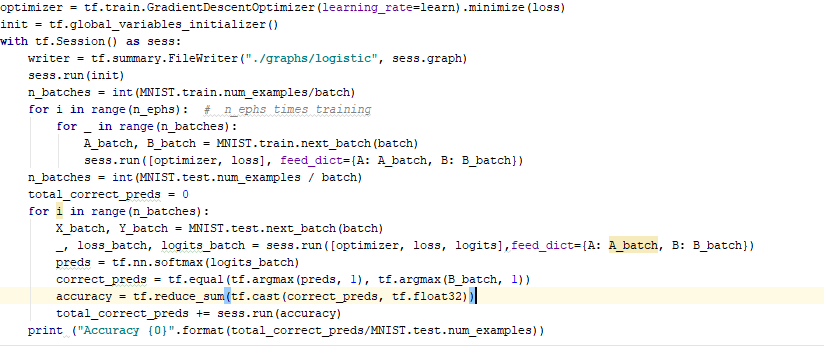 optimizer = tf.train.GradientDescentOptimizer(learning_rate=learn).minimize(loss)
init = tf.global_variables_initializer()
with tf.Session() as sess:
    writer = tf.summary.FileWriter("./graphs/logistic", sess.graph)
    sess.run(init)
    n_batches = int(MNIST.train.num_examples/batch)
    for i in range(n_ephs):  #  n_ephs times training
        for _ in range(n_batches):
            A_batch, B_batch = MNIST.train.next_batch(batch)
            sess.run([optimizer, loss], feed_dict={A: A_batch, B: B_batch})
    n_batches = int(MNIST.test.num_examples / batch)
    total_correct_preds = 0
    for i in range(n_batches):
        X_batch, Y_batch = MNIST.test.next_batch(batch)
        _, loss_batch, logits_batch = sess.run([optimizer, loss, logits],feed_dict={A: A_batch, B: B_batch})
        preds = tf.nn.softmax(logits_batch)
        correct_preds = tf.equal(tf.argmax(preds, 1), tf.argmax(B_batch, 1))
        accuracy = tf.reduce_sum(tf.cast(correct_preds, tf.float32))
        total_correct_preds += sess.run(accuracy)
    print ("Accuracy {0}".format(total_correct_preds/MNIST.test.num_examples))